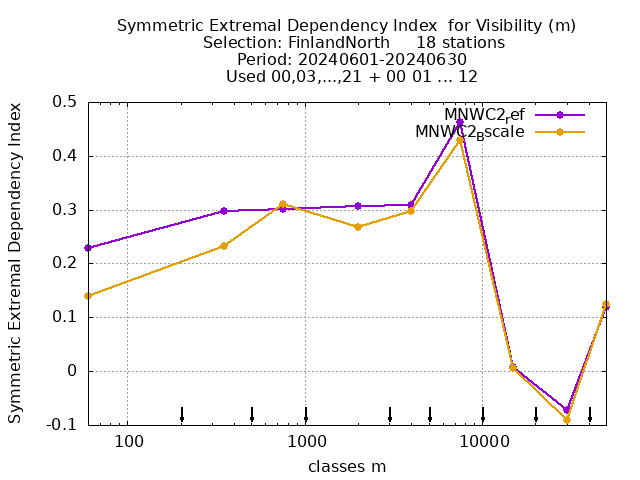 Symmetric Extremal Dependency Index  for Visibility (m)
Selection: FinlandNorth     18 stations
Period: 20240601-20240630
Used 00,03,...,21 + 00 01 ... 12
Symmetric Extremal Dependency Index
0.5
0.4
0.3
0.2
0.1
0
-0.1
MNWC2_ref
MNWC2_Bscale
100
1000
10000
classes m